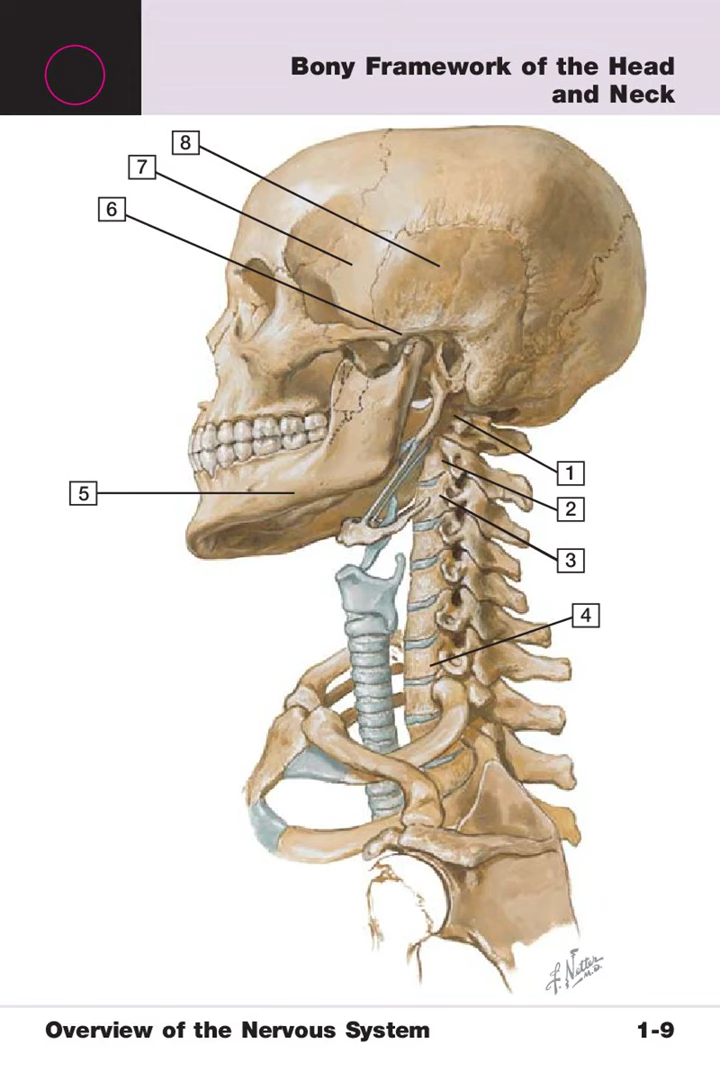 Bony Framework of the Head
and Neck
8
7
6
1
2
5
3
4
F. Netter
M.D.
Overview of the Nervous System 1-9